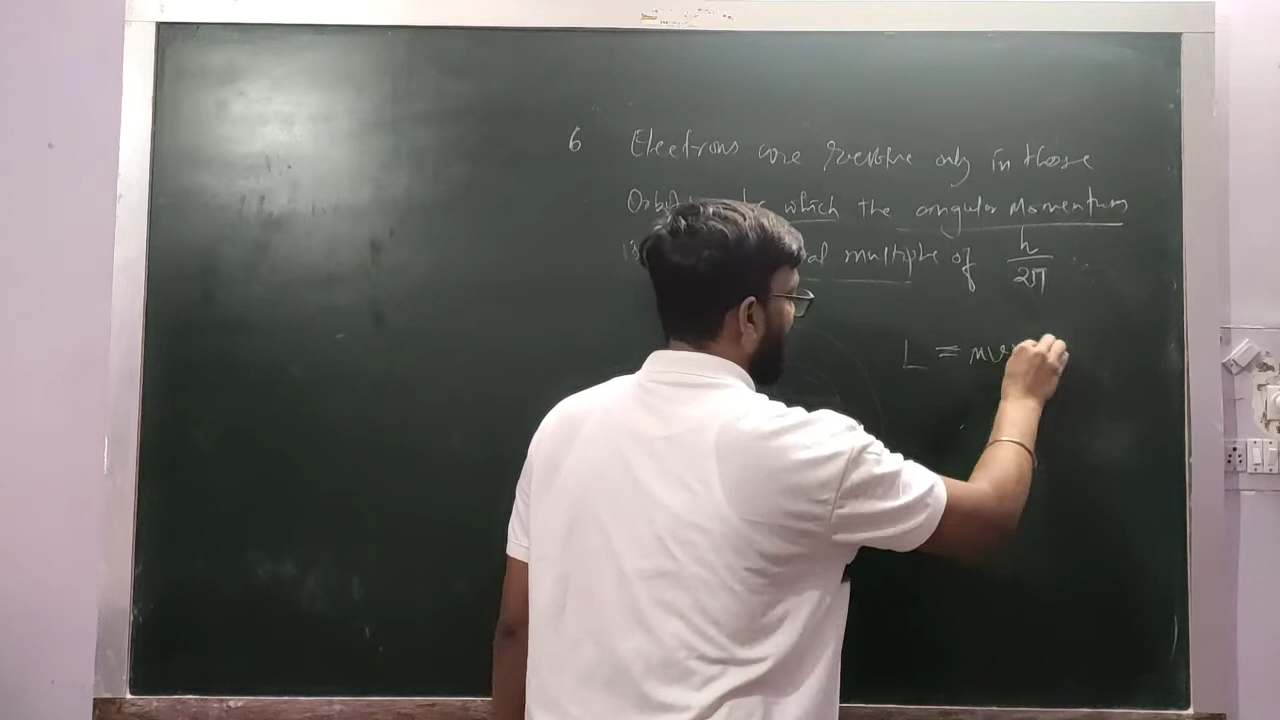 6 Electrons are revolve only in those
which the angular Momentum
multiple of h/2π
L = mv